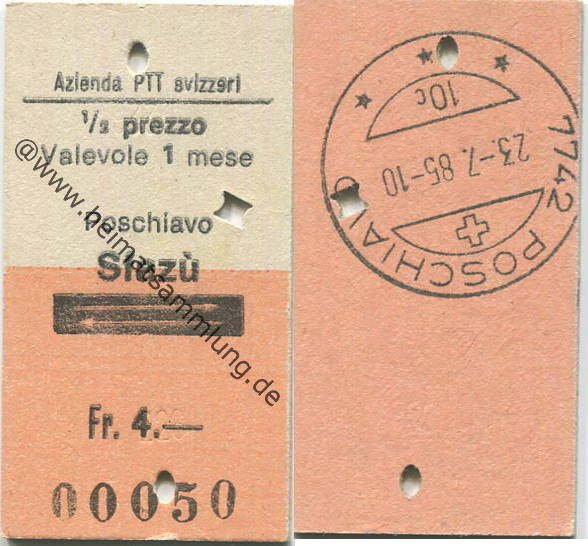 Azienda PTT svizzeri
1/2 prezzo
Valevole 1 mese
Poschiavo
Sfazù
Fr. 4.—
00050
@www.heimatsammlung.de
7742 POSCHIAVO
10c
23.-7.85-10